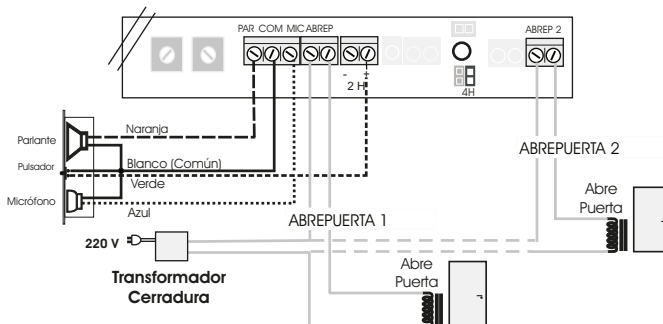 PAR COM MIC ABREP
ABREP 2
- +
2 H
4H
Naranja
Parlante
Pulsador
Blanco (Común)
Verde
Micrófono
Azul
ABREPUERTA 2
ABREPUERTA 1
Abre
Puerta
220 V
Transformador
Cerradura
Abre
Puerta